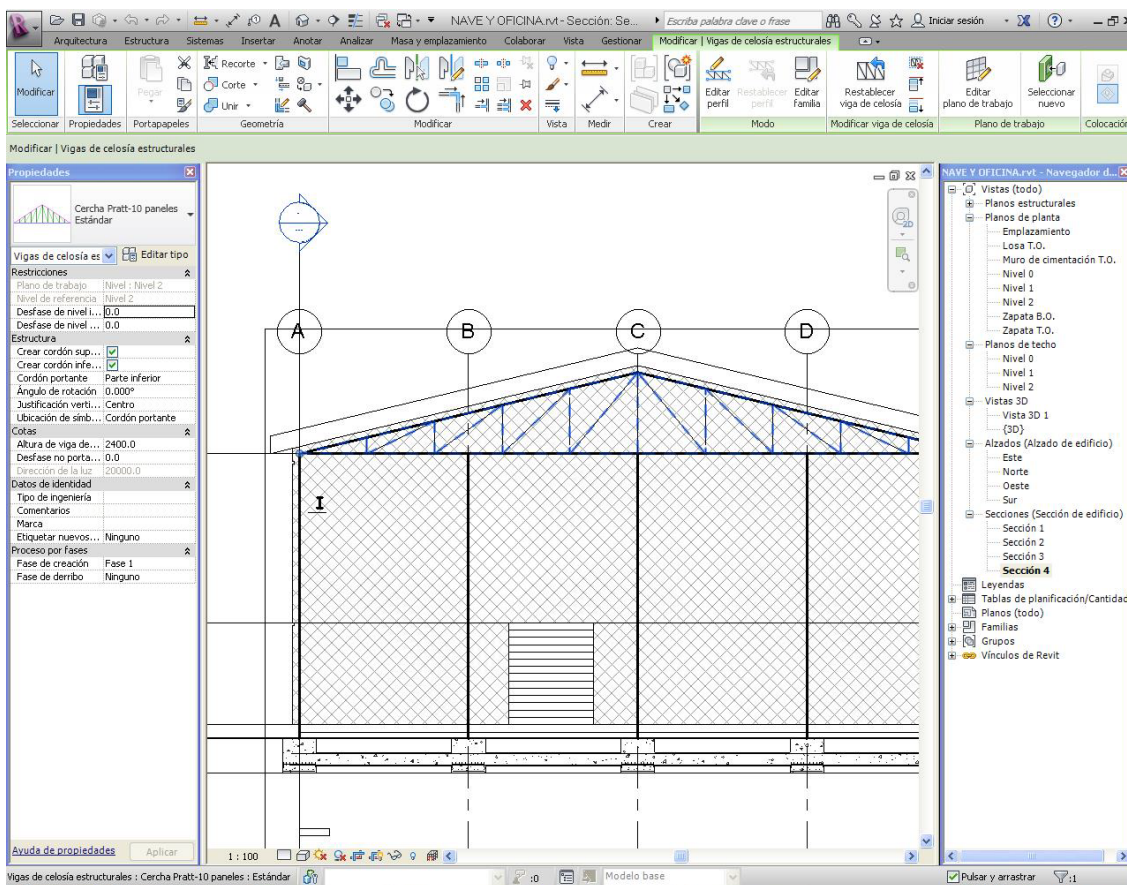 NAVE Y OFICINA.rvt - Sección: Se... Escriba palabra clave o frase Iniciar sesión
Arquitectura Estructura Sistemas Insertar Anotar Analizar Masa y emplazamiento Colaborar Vista Gestionar Modificar | Vigas de celosía estructurales
Modificar Pegar Recorte Corte Unir Editar perfil Restablecer perfil Editar familia Restablecer viga de celosía Editar plano de trabajo Seleccionar nuevo
Seleccionar Propiedades Portapapeles Geometría Modificar Vista Medir Crear Modo Modificar viga de celosía Plano de trabajo Colocación
Modificar | Vigas de celosía estructurales
Propiedades
Cercha Pratt-10 paneles
Estándar
Vigas de celosía es Editar tipo
Restricciones
Plano de trabajo Nivel : Nivel 2
Nivel de referencia Nivel 2
Desfase de nivel i... 0.0
Desfase de nivel ... 0.0
Estructura
Crear cordón sup...
Crear cordón infe...
Cordón portante Parte inferior
Ángulo de rotación 0.000°
Justificación verti... Centro
Ubicación de símb... Cordón portante
Cotas
Altura de viga de... 2400.0
Desfase no porta... 0.0
Dirección de la luz 20000.0
Datos de identidad
Tipo de ingeniería
Comentarios
Marca
Etiquetar nuevos... Ninguno
Proceso por fases
Fase de creación Fase 1
Fase de derribo Ninguno
Ayuda de propiedades Aplicar
2D
A B C D
1 : 100
NAVE Y OFICINA.rvt - Navegador d...
Vistas (todo)
Planos estructurales
Planos de planta
Emplazamiento
Losa T.O.
Muro de cimentación T.O.
Nivel 0
Nivel 1
Nivel 2
Zapata B.O.
Zapata T.O.
Planos de techo
Nivel 0
Nivel 1
Nivel 2
Vistas 3D
Vista 3D 1
{3D}
Alzados (Alzado de edificio)
Este
Norte
Oeste
Sur
Secciones (Sección de edificio)
Sección 1
Sección 2
Sección 3
Sección 4
Leyendas
Tablas de planificación/Cantidad
Planos (todo)
Familias
Grupos
Vínculos de Revit
Vigas de celosía estructurales : Cercha Pratt-10 paneles : Estándar :0 Modelo base Pulsar y arrastrar :1